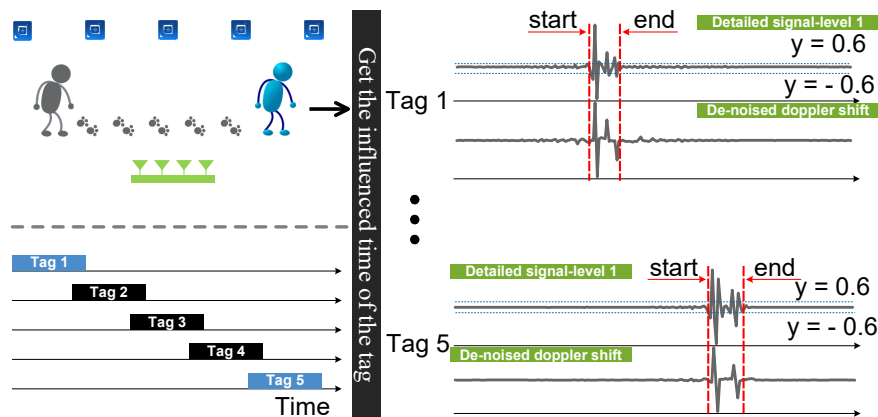 Get the influenced time of the tag
Tag 1
Tag 2
Tag 3
Tag 4
Tag 5
Time
start end
Detailed signal-level 1
y = 0.6
Tag 1
y = - 0.6
De-noised doppler shift
Detailed signal-level 1
start end
y = 0.6
y = - 0.6
Tag 5
De-noised doppler shift